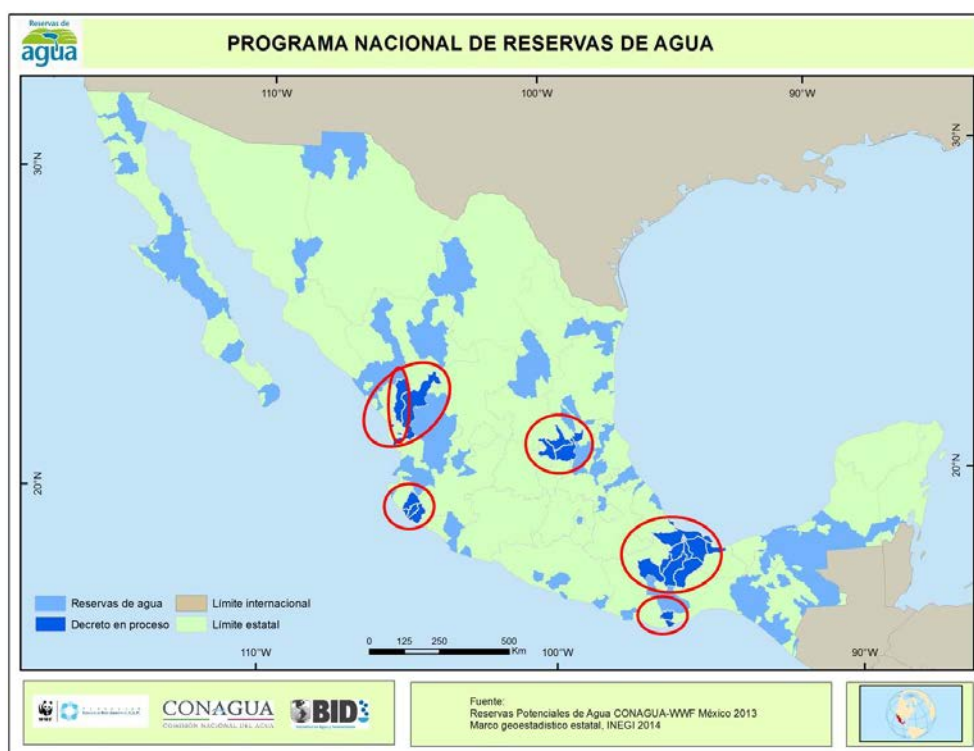 Reservas de
agua
PROGRAMA NACIONAL DE RESERVAS DE AGUA
110°W
100°W
90°W
30°N
30°N
20°N
20°N
Reservas de agua
Límite internacional
Decreto en proceso
Límite estatal
0 125 250 500
Km
110°W
100°W
90°W
WWF
CONAGUA
COMISIÓN NACIONAL DEL AGUA
BID
Fuente:
Reservas Potenciales de Agua CONAGUA-WWF México 2013
Marco geoestadístico estatal, INEGI 2014